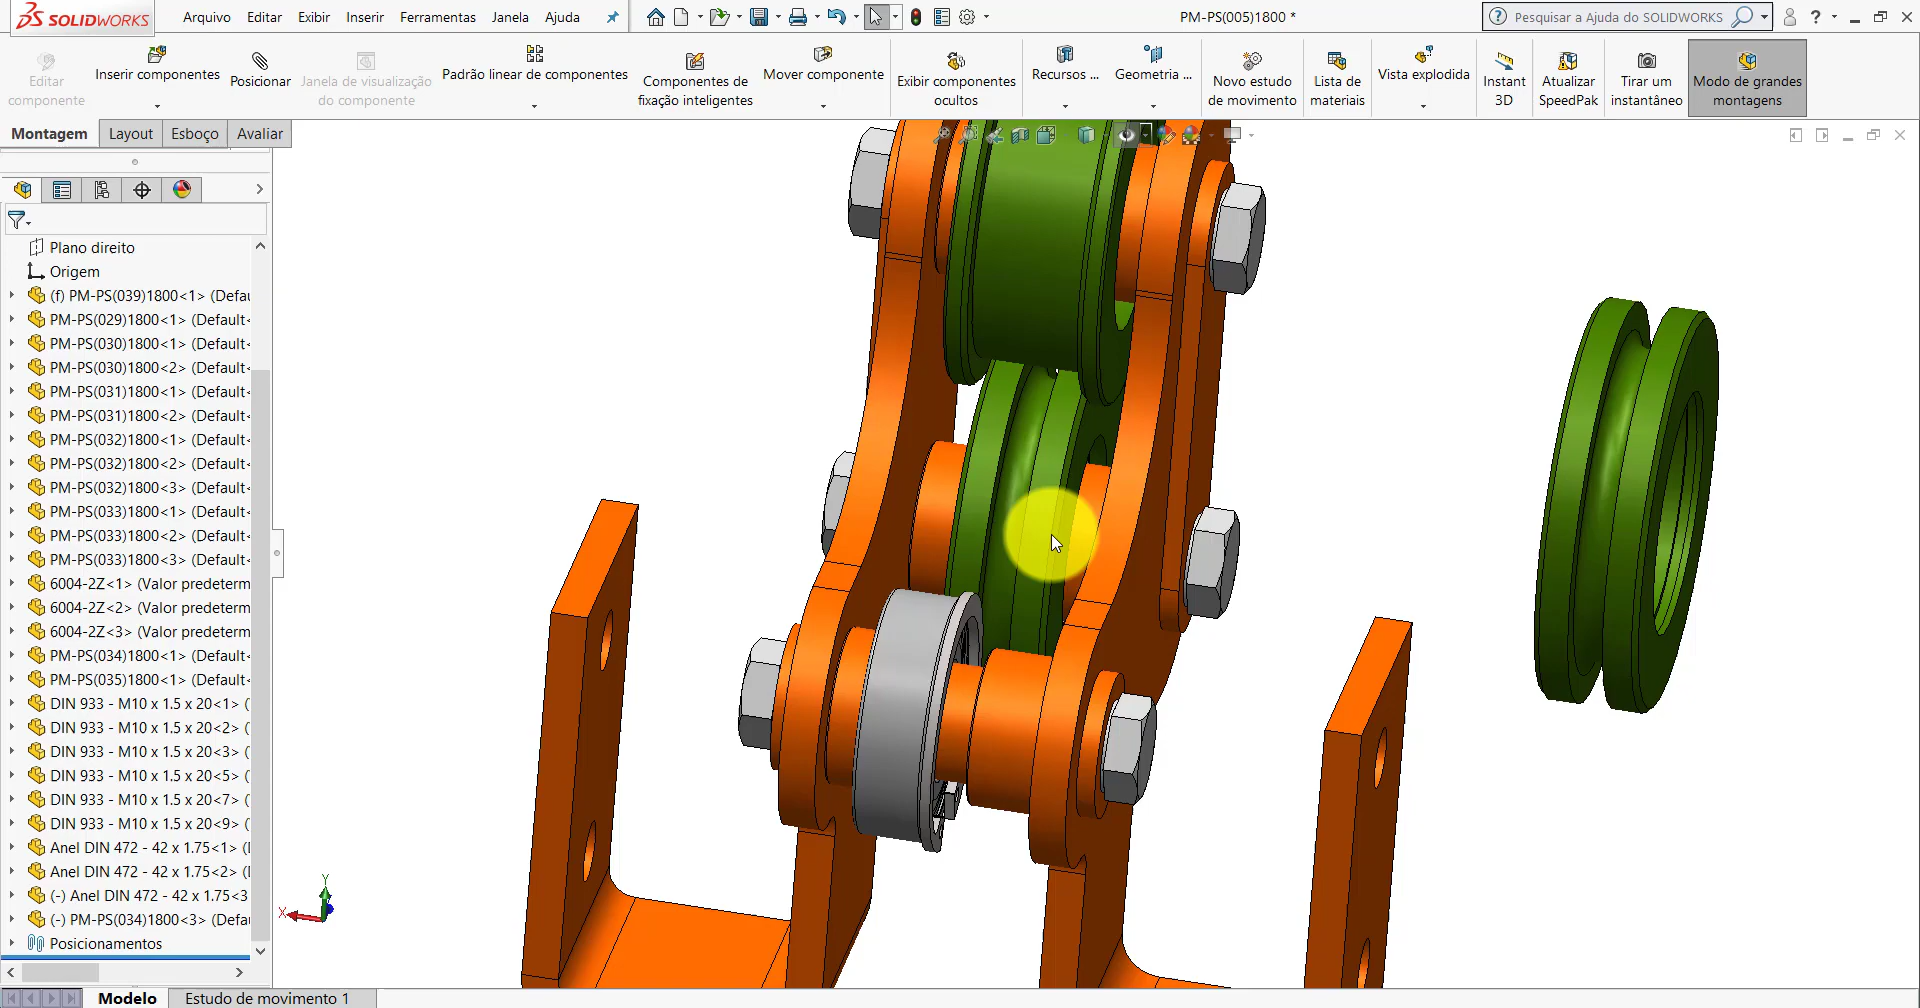 SOLIDWORKS
Arquivo Editar Exibir Inserir Ferramentas Janela Ajuda
PM-PS(005)1800 *
Pesquisar a Ajuda do SOLIDWORKS
Editar componente
Inserir componentes
Posicionar
Janela de visualização do componente
Padrão linear de componentes
Componentes de fixação inteligentes
Mover componente
Exibir componentes ocultos
Recursos ...
Geometria ...
Novo estudo de movimento
Lista de materiais
Vista explodida
Instant 3D
Atualizar SpeedPak
Tirar um instantâneo
Modo de grandes montagens
Montagem Layout Esboço Avaliar
Plano direito
Origem
(f) PM-PS(039)1800<1> (Defau
PM-PS(029)1800<1> (Default<
PM-PS(030)1800<1> (Default<
PM-PS(030)1800<2> (Default<
PM-PS(031)1800<1> (Default<
PM-PS(031)1800<2> (Default<
PM-PS(032)1800<1> (Default<
PM-PS(032)1800<2> (Default<
PM-PS(032)1800<3> (Default<
PM-PS(033)1800<1> (Default<
PM-PS(033)1800<2> (Default<
PM-PS(033)1800<3> (Default<
6004-2Z<1> (Valor predeterm
6004-2Z<2> (Valor predeterm
6004-2Z<3> (Valor predeterm
PM-PS(034)1800<1> (Default<
PM-PS(035)1800<1> (Default<
DIN 933 - M10 x 1.5 x 20<1> (
DIN 933 - M10 x 1.5 x 20<2> (
DIN 933 - M10 x 1.5 x 20<3> (
DIN 933 - M10 x 1.5 x 20<5> (
DIN 933 - M10 x 1.5 x 20<7> (
DIN 933 - M10 x 1.5 x 20<9> (
Anel DIN 472 - 42 x 1.75<1> (
Anel DIN 472 - 42 x 1.75<2> (
(-) Anel DIN 472 - 42 x 1.75<3
(-) PM-PS(034)1800<3> (Defau
Posicionamentos
Y
X
Modelo Estudo de movimento 1